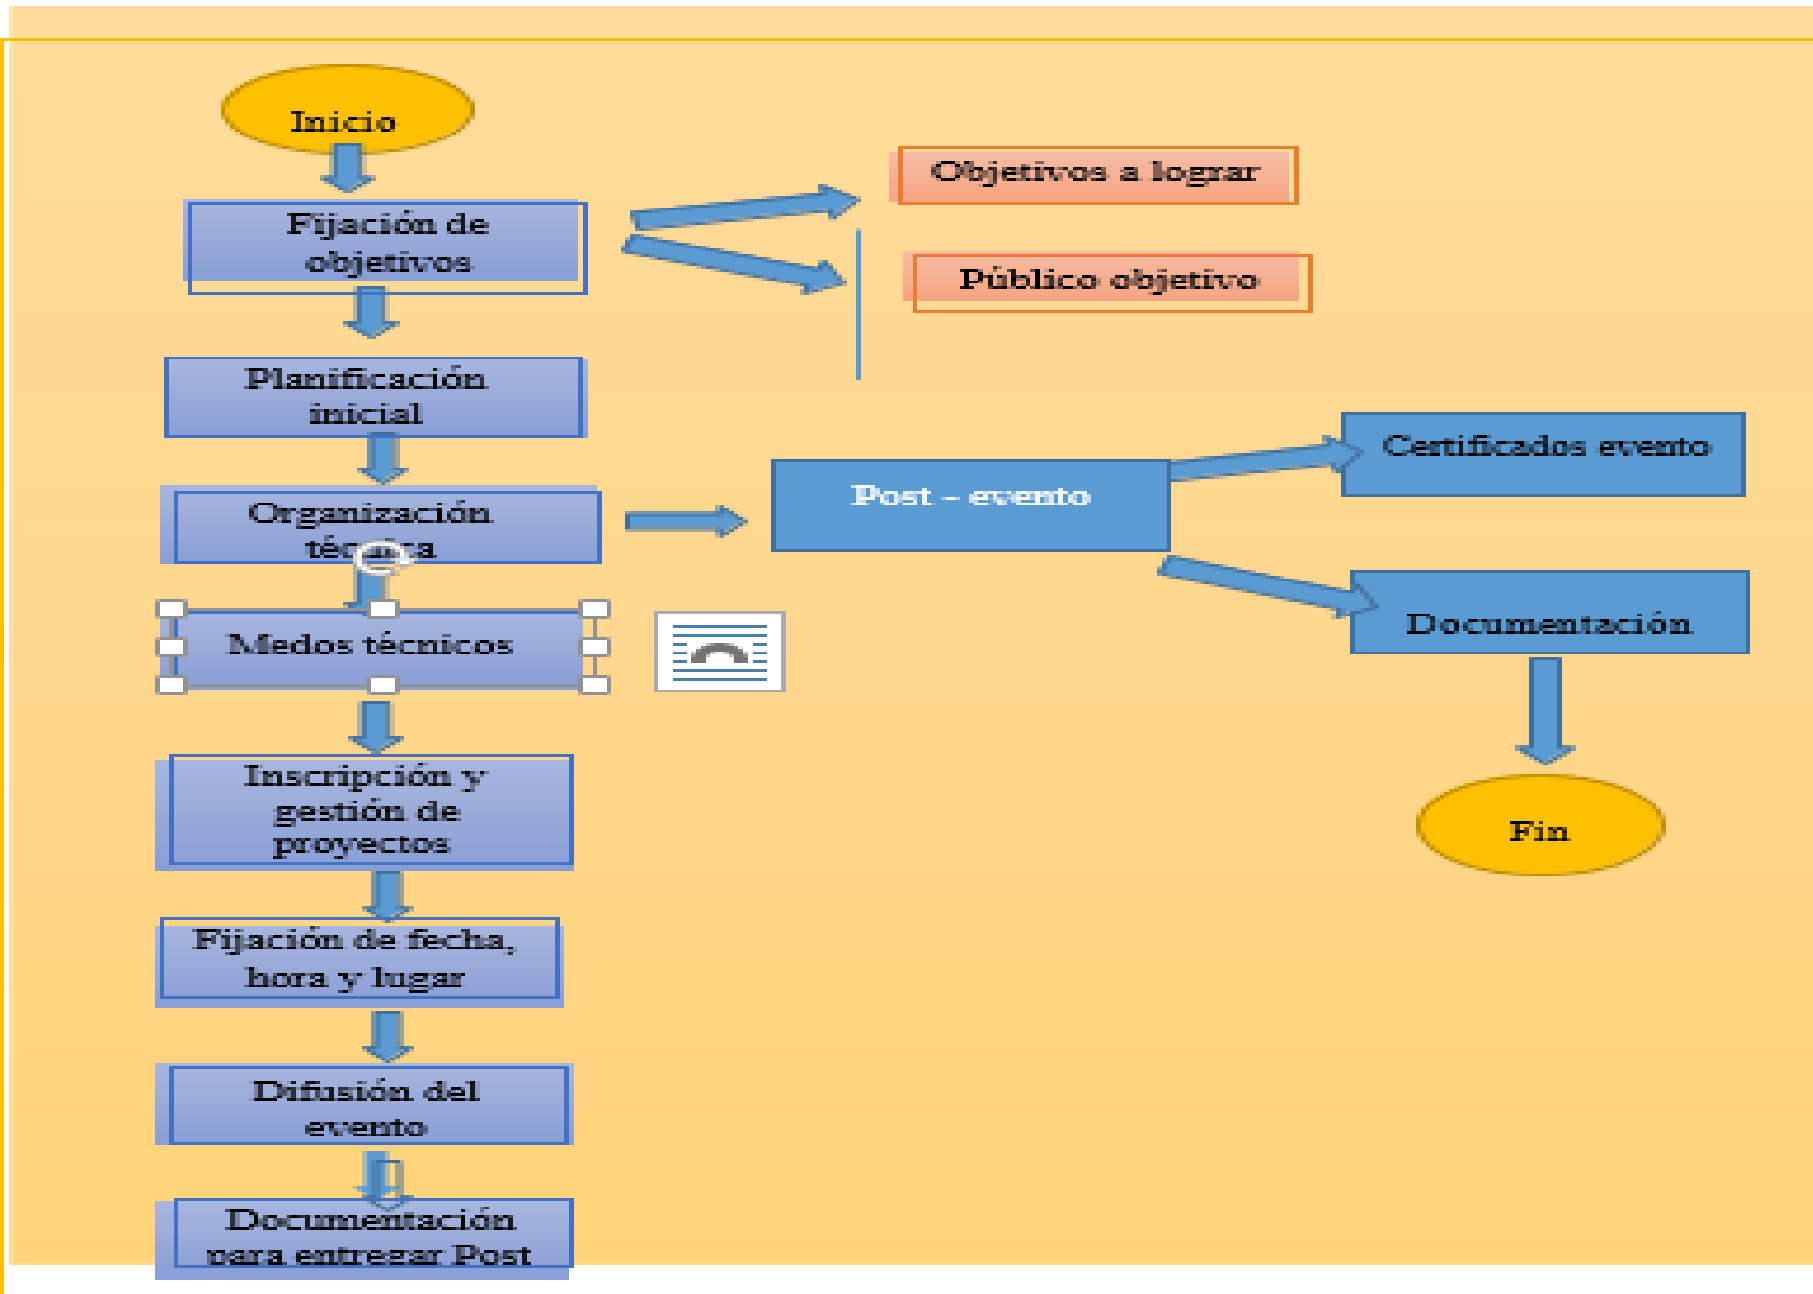 Inicio
Fijación de
objetivos
Objetivos a lograr
Público objetivo
Planificación
inicial
Organización
técnica
Post – evento
Certificados evento
Documentación
Fin
Medos técnicos
Inscripción y
gestión de
proyectos
Fijación de fecha,
hora y lugar
Difusión del
evento
Documentación
para entregar Post